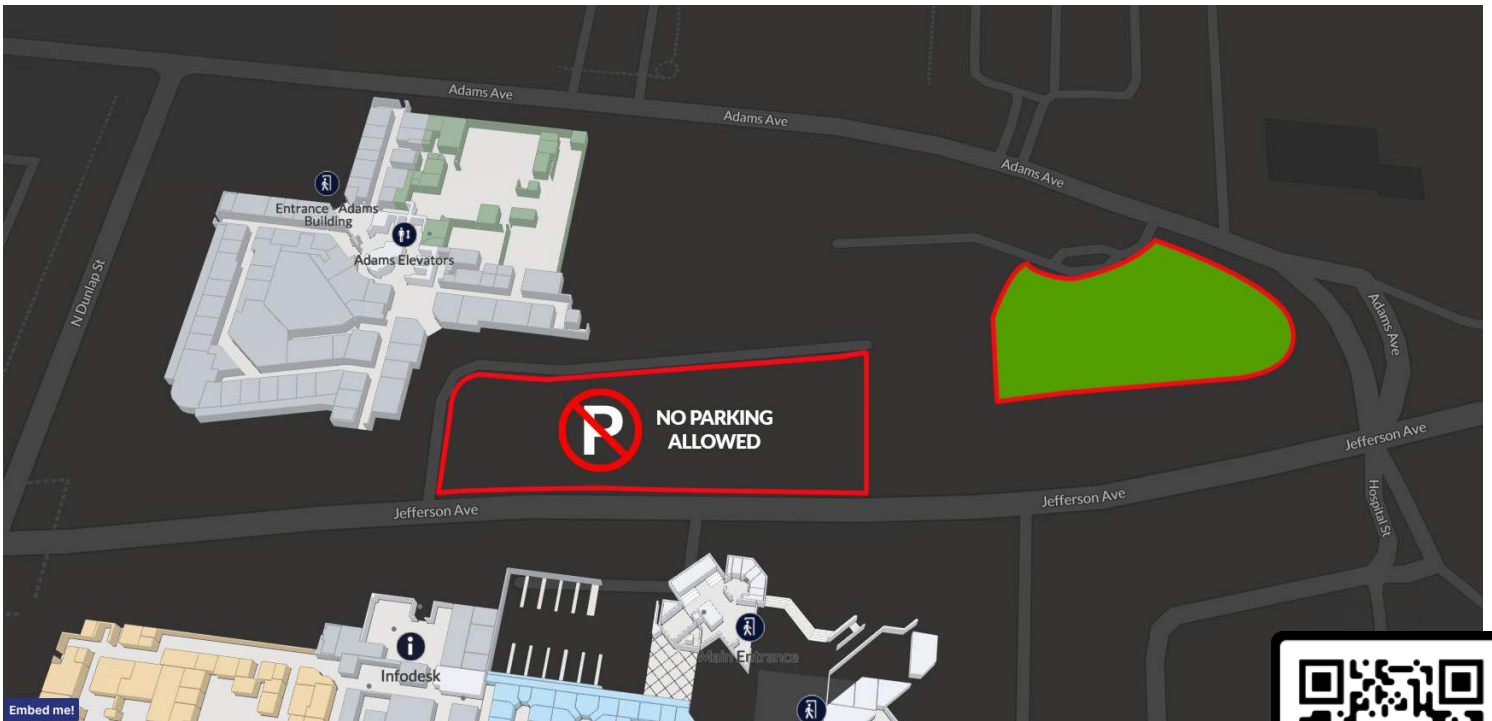 Adams Ave
Adams Ave
Adams Ave
Entrance - Adams
Building
Adams Elevators
N Dunlap St
Adams Ave
P
NO PARKING
ALLOWED
Jefferson Ave
Jefferson Ave
Jefferson Ave
Hospital St
i
Infodesk
Main Entrance
Embed me!